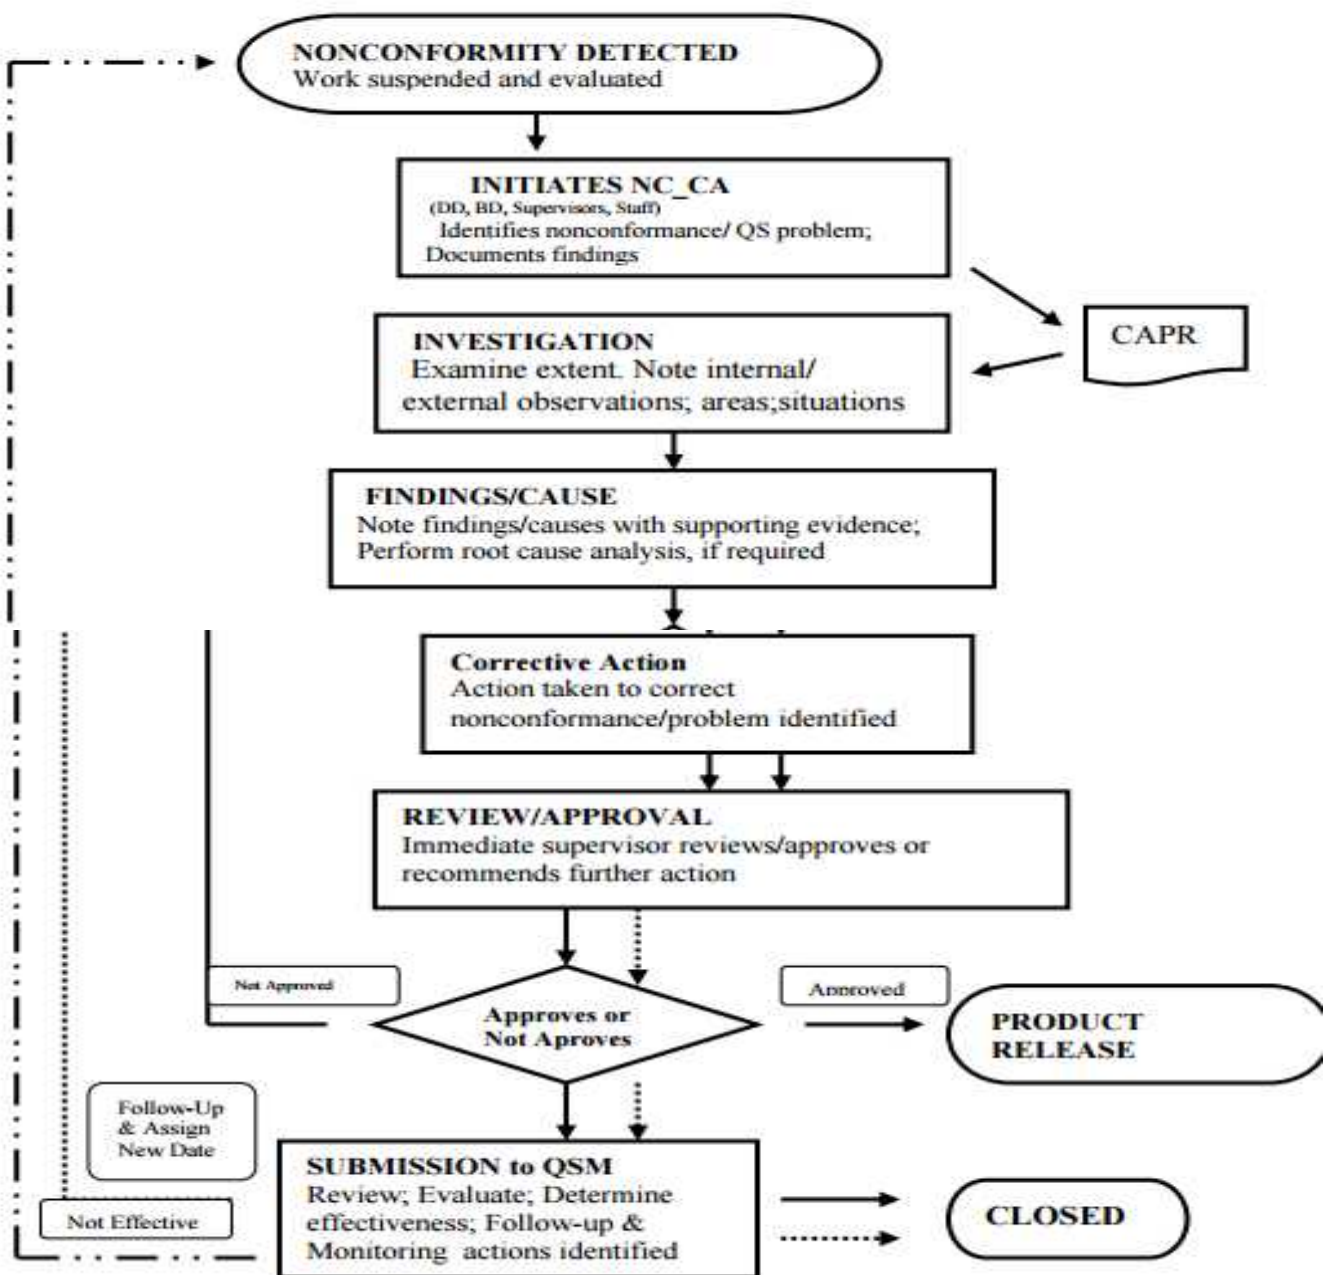 NONCONFORMITY DETECTED
Work suspended and evaluated
INITIATES NC_CA
(DD, BD, Supervisors, Staff)
Identifies nonconformance/ QS problem;
Documents findings
CAPR
INVESTIGATION
Examine extent. Note internal/
external observations; areas;situations
FINDINGS/CAUSE
Note findings/causes with supporting evidence;
Perform root cause analysis, if required
Corrective Action
Action taken to correct
nonconformance/problem identified
REVIEW/APPROVAL
Immediate supervisor reviews/approves or
recommends further action
Not Approved
Approves or
Not Aproves
Approved
PRODUCT
RELEASE
Follow-Up
& Assign
New Date
Not Effective
SUBMISSION to QSM
Review; Evaluate; Determine
effectiveness; Follow-up &
Monitoring actions identified
CLOSED